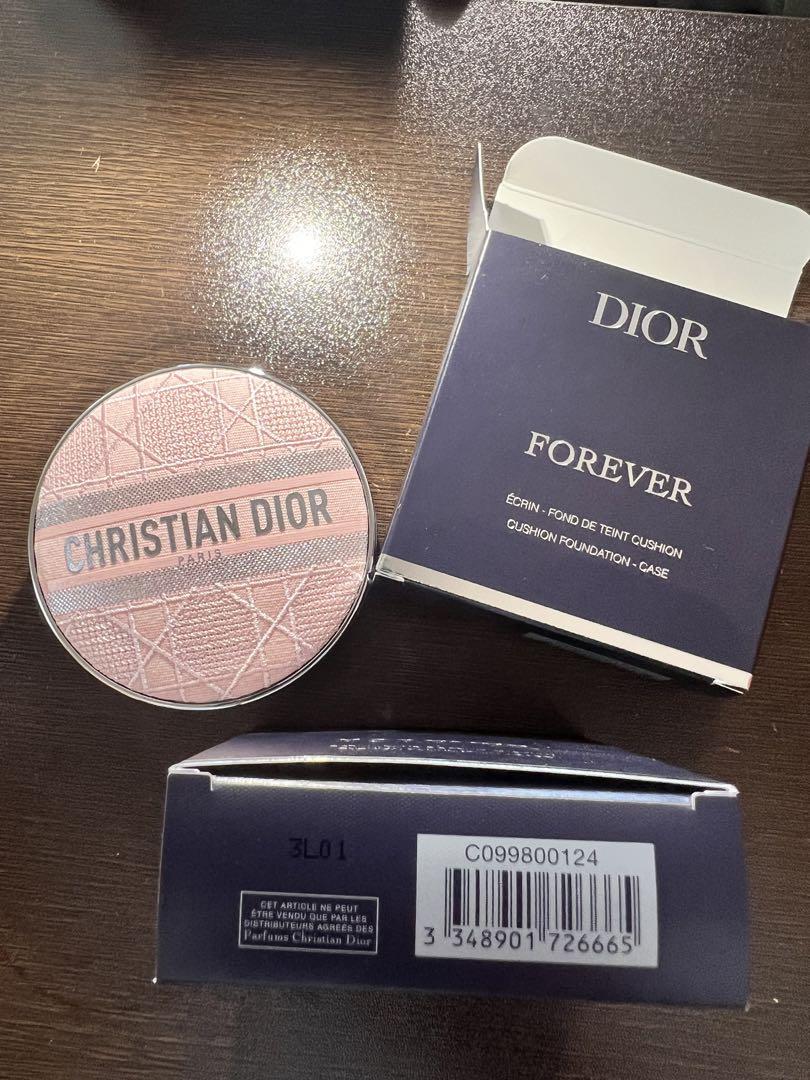 DIOR
FOREVER
ÉCRIN - FOND DE TEINT CUSHION
CUSHION FOUNDATION - CASE
CHRISTIAN DIOR
PARIS
3L01
C099800124
CET ARTICLE NE PEUT
ÊTRE VENDU QUE PAR LES
DISTRIBUTEURS AGRÉÉS DES
Parfums Christian Dior
3 348901 726665